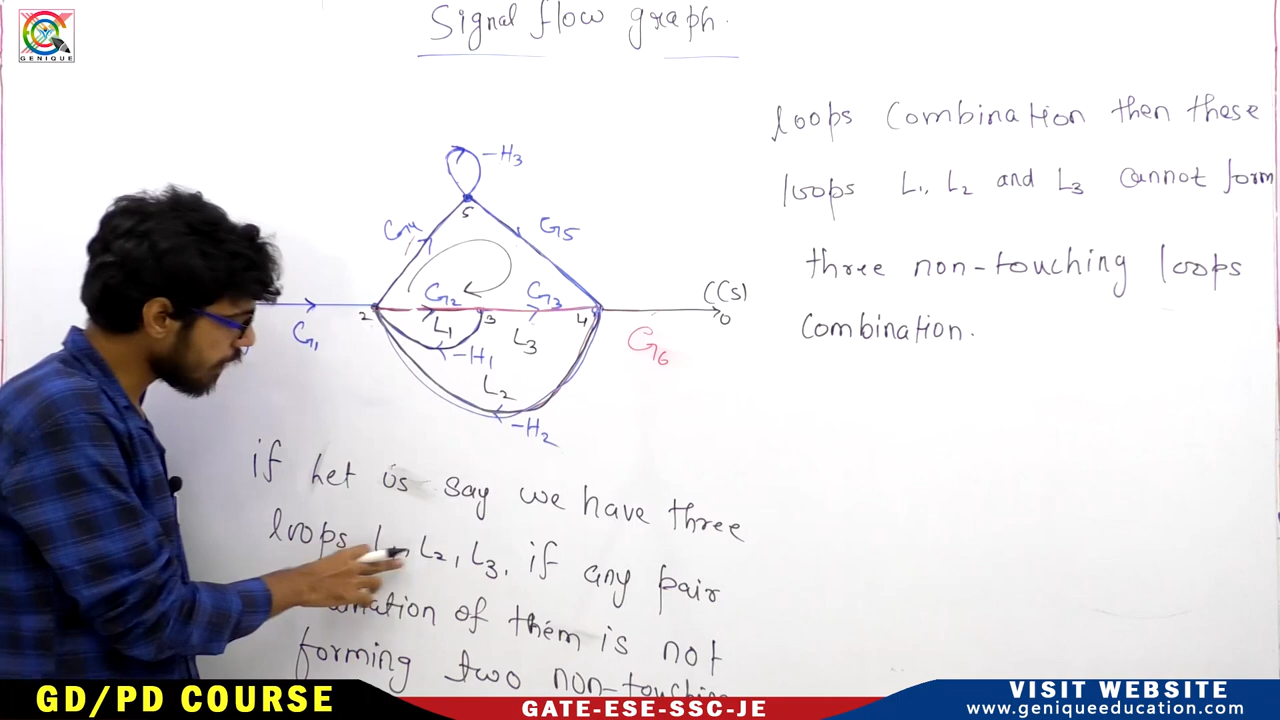 GENIQUE
Signal flow graph.
-H3
5
G4
G5
G2
G3
C(s)
2
3
4
0
G1
L1
L3
-H1
G6
L2
-H2
if let us say we have three
loops L1, L2, L3, if any pair
of them is not
forming two non-touching
loops combination then these
loops L1, L2 and L3 cannot form
three non-touching loops
combination.
GD/PD COURSE
GATE-ESE-SSC-JE
VISIT WEBSITE
www.geniqueeducation.com